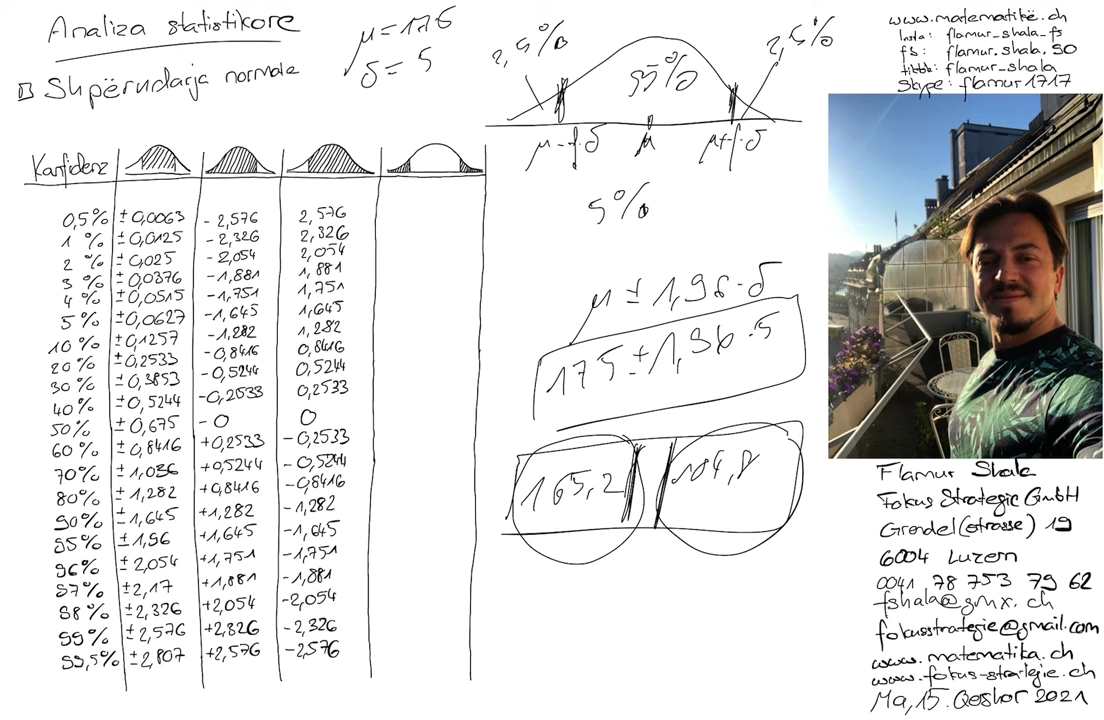 Analiza statistikore
Shpërndarja normale
μ = 176
δ = 5
2,5%
95%
2,5%
μ-f·δ
μ
μ+f·δ
5%
μ ± 1,96·δ
175 ± 1,96·5
165,2
184,8
Konfidenz
0,5% ±0,0063 -2,576 2,576
1% ±0,0125 -2,326 2,326
2% ±0,025 -2,054 2,054
3% ±0,0376 -1,881 1,881
4% ±0,0515 -1,751 1,751
5% ±0,0627 -1,645 1,645
10% ±0,1257 -1,282 1,282
20% ±0,2533 -0,8416 0,8416
30% ±0,3853 -0,5244 0,5244
40% ±0,5244 -0,2533 0,2533
50% ±0,675 -0 0
60% ±0,8416 +0,2533 -0,2533
70% ±1,036 +0,5244 -0,5244
80% ±1,282 +0,8416 -0,8416
90% ±1,645 +1,282 -1,282
95% ±1,96 +1,645 -1,645
96% ±2,054 +1,751 -1,751
97% ±2,17 +1,881 -1,881
98% ±2,326 +2,054 -2,054
99% ±2,576 +2,326 -2,326
99,5% ±2,807 +2,576 -2,576
www.matematikë.ch
Insta: flamur_shala_fs
fb: flamur.shala.90
flamur_shala
Skype: flamur1717
Flamur Shala
Fokus Strategie GmbH
Grendel(strasse) 19
6004 Luzern
0041 78 753 79 62
fshala@gmx.ch
fokusstrategie@gmail.com
www.matematika.ch
www.fokus-strategie.ch
Ma, 15. Qershor 2021